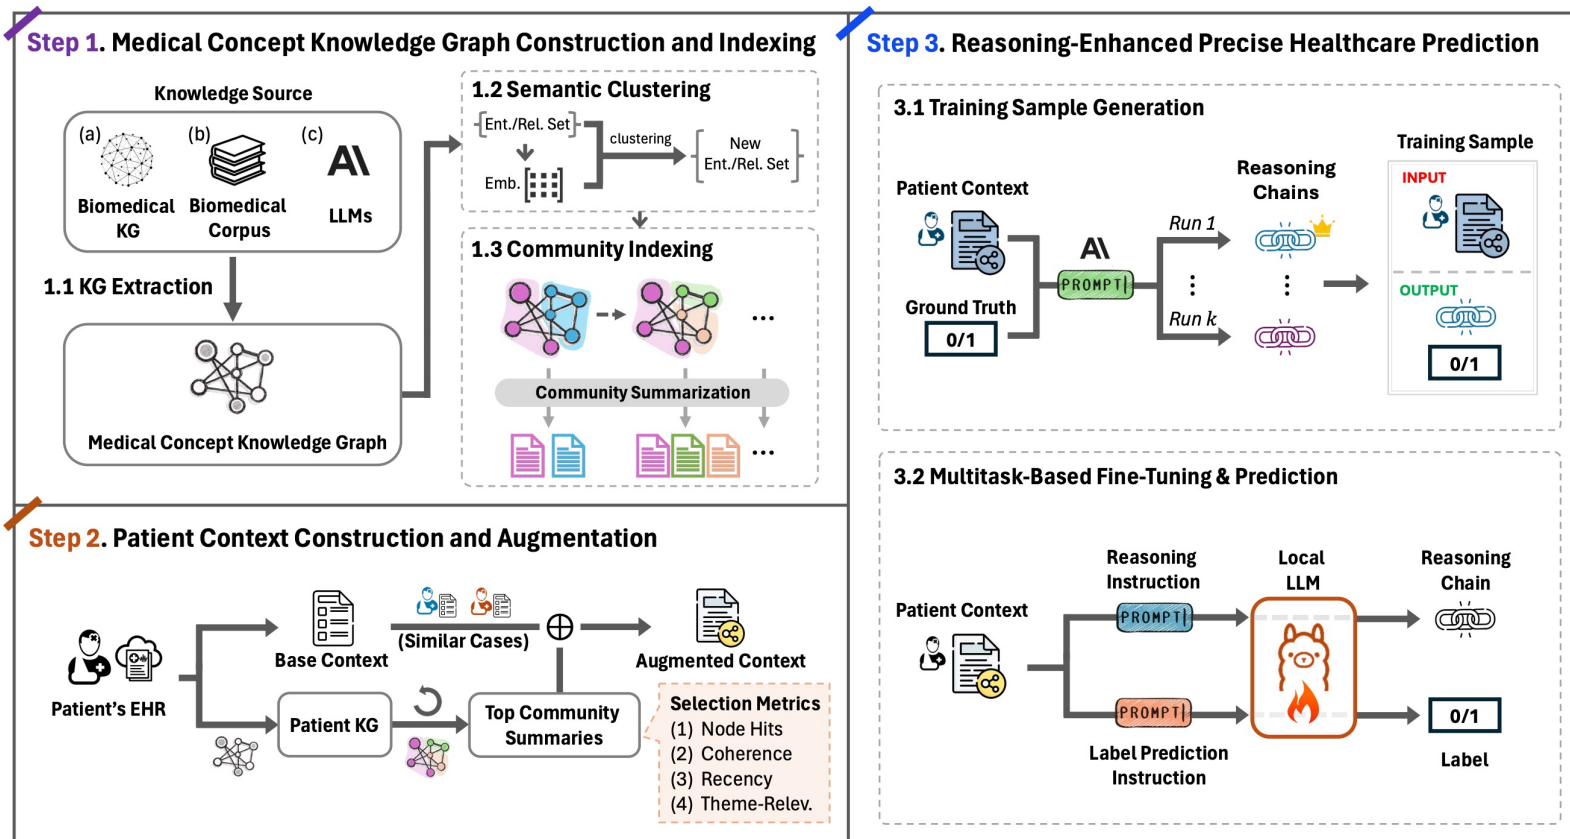 Step 1. Medical Concept Knowledge Graph Construction and Indexing
Knowledge Source
(a)
(b)
(c)
A\
Biomedical
KG
Biomedical
Corpus
LLMs
1.1 KG Extraction
Medical Concept Knowledge Graph
1.2 Semantic Clustering
Ent./Rel. Set
Emb.
clustering
New
Ent./Rel. Set
1.3 Community Indexing
...
Community Summarization
...
Step 2. Patient Context Construction and Augmentation
Patient's EHR
Base Context
(Similar Cases)
Augmented Context
Patient KG
Top Community
Summaries
Selection Metrics
(1) Node Hits
(2) Coherence
(3) Recency
(4) Theme-Relev.
Step 3. Reasoning-Enhanced Precise Healthcare Prediction
3.1 Training Sample Generation
Patient Context
Ground Truth
0/1
A\
PROMPT|
Run 1
Run k
Reasoning
Chains
Training Sample
INPUT
OUTPUT
0/1
3.2 Multitask-Based Fine-Tuning & Prediction
Patient Context
Reasoning
Instruction
PROMPT|
PROMPT|
Label Prediction
Instruction
Local
LLM
Reasoning
Chain
0/1
Label